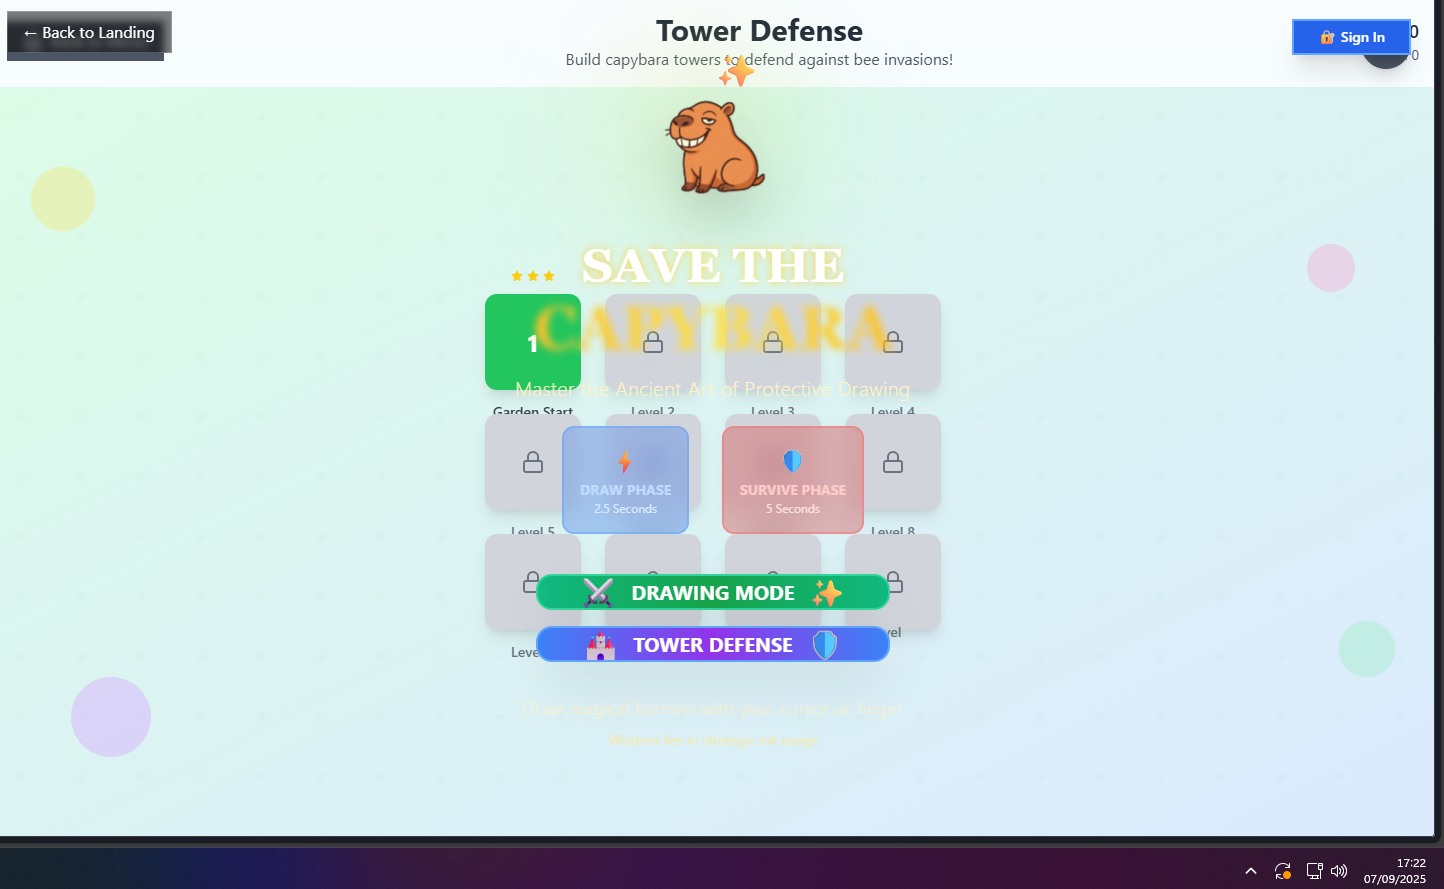 ← Back to Landing
Tower Defense
Build capybara towers to defend against bee invasions!
Sign In
0
0
SAVE THE
CAPYBARA
1
Master the Ancient Art of Protective Drawing
Garden Start
Level 2
Level 3
Level 4
DRAW PHASE
2.5 Seconds
SURVIVE PHASE
5 Seconds
Level 5
Level 8
DRAWING MODE
TOWER DEFENSE
Draw magical barriers with your cursor or finger
Wisdom lies in strategic ink usage
17:22
07/09/2025